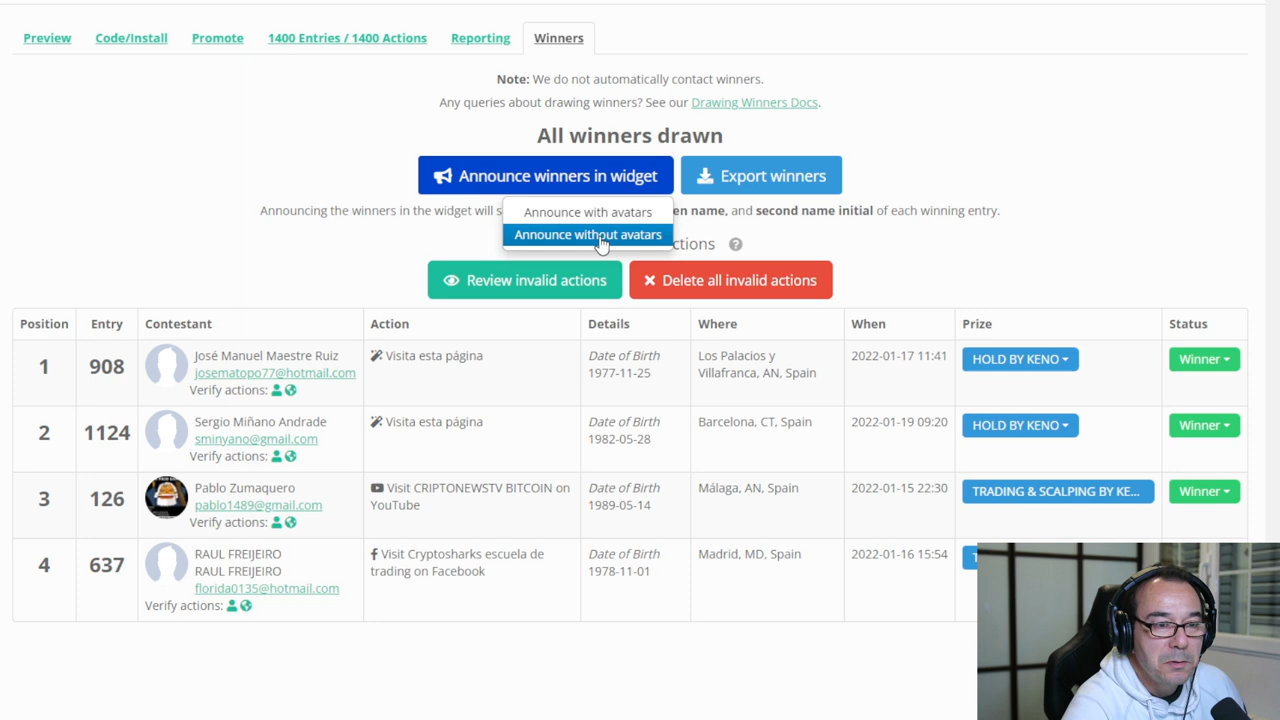 Preview Code/Install Promote 1400 Entries / 1400 Actions Reporting Winners
Note: We do not automatically contact winners.
Any queries about drawing winners? See our Drawing Winners Docs.
All winners drawn
Announce winners in widget Export winners
Announcing the winners in the widget will s en name, and second name initial of each winning entry.
Announce with avatars
Announce without avatars
ctions ?
Review invalid actions Delete all invalid actions
Position Entry Contestant Action Details Where When Prize Status
1 908 José Manuel Maestre Ruiz Visita esta página Date of Birth Los Palacios y 2022-01-17 11:41 HOLD BY KENO Winner
josematopo77@hotmail.com 1977-11-25 Villafranca, AN, Spain
Verify actions:
2 1124 Sergio Miñano Andrade Visita esta página Date of Birth Barcelona, CT, Spain 2022-01-19 09:20 HOLD BY KENO Winner
sminyano@gmail.com 1982-05-28
Verify actions:
3 126 Pablo Zumaquero Visit CRIPTONEWSTV BITCOIN on Date of Birth Málaga, AN, Spain 2022-01-15 22:30 TRADING & SCALPING BY KE... Winner
pablo1489@gmail.com YouTube 1989-05-14
Verify actions:
4 637 RAUL FREIJEIRO Visit Cryptosharks escuela de Date of Birth Madrid, MD, Spain 2022-01-16 15:54 T
RAUL FREIJEIRO trading on Facebook 1978-11-01
florida0135@hotmail.com
Verify actions: